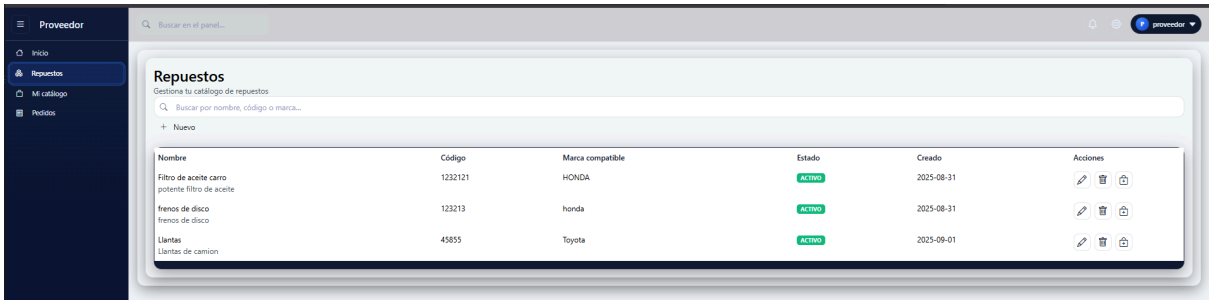 Proveedor
Buscar en el panel...
P proveedor
Inicio
Repuestos
Mi catálogo
Pedidos
Repuestos
Gestiona tu catálogo de repuestos
Buscar por nombre, código o marca...
+ Nuevo
Nombre Código Marca compatible Estado Creado Acciones
Filtro de aceite carro 1232121 HONDA ACTIVO 2025-08-31
potente filtro de aceite
frenos de disco 123213 honda ACTIVO 2025-08-31
frenos de disco
Llantas 45855 Toyota ACTIVO 2025-09-01
Llantas de camion